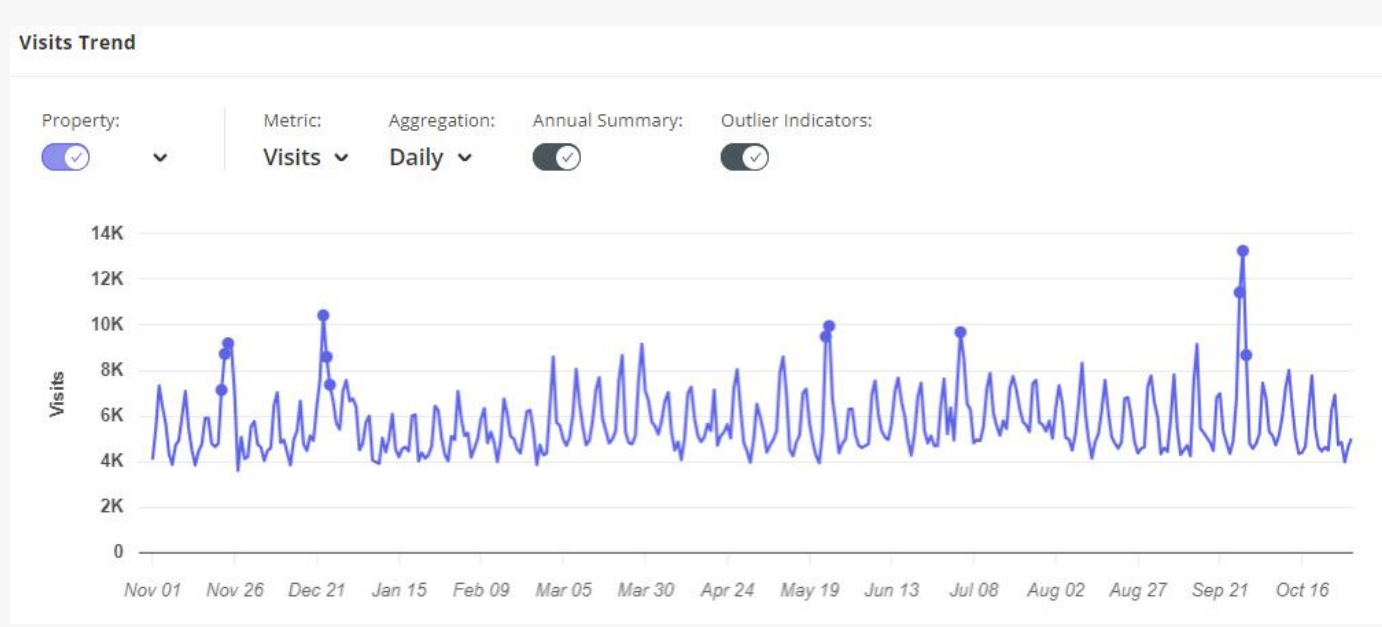 Visits Trend
Property: Metric: Aggregation: Annual Summary: Outlier Indicators:
Visits Daily
14K
12K
10K
8K
6K
4K
2K
0
Visits
Nov 01 Nov 26 Dec 21 Jan 15 Feb 09 Mar 05 Mar 30 Apr 24 May 19 Jun 13 Jul 08 Aug 02 Aug 27 Sep 21 Oct 16